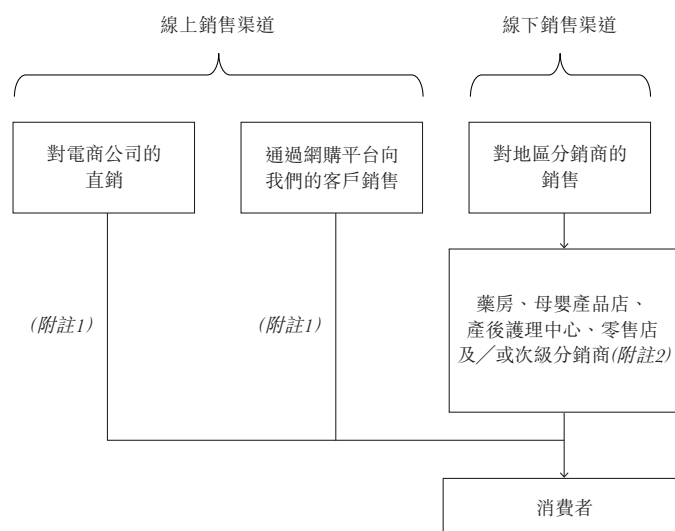 線上銷售渠道
線下銷售渠道
對電商公司的
直銷
通過網購平台向
我們的客戶銷售
對地區分銷商的
銷售
(附註1)
(附註1)
藥房、母嬰產品店、
產後護理中心、零售店
及／或次級分銷商(附註2)
消費者